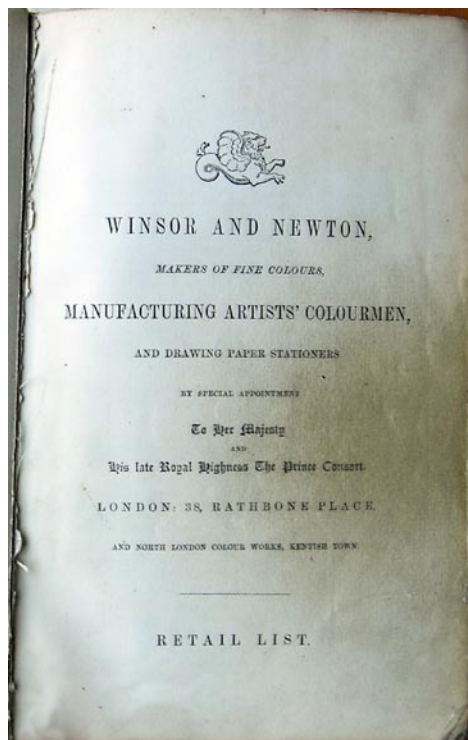 WINSOR AND NEWTON,
MAKERS OF FINE COLOURS,
MANUFACTURING ARTISTS' COLOURMEN,
AND DRAWING PAPER STATIONERS
BY SPECIAL APPOINTMENT
To Her Majesty
AND
His late Royal Highness The Prince Consort.
LONDON: 38, RATHBONE PLACE,
AND NORTH LONDON COLOUR WORKS, KENTISH TOWN
RETAIL LIST.